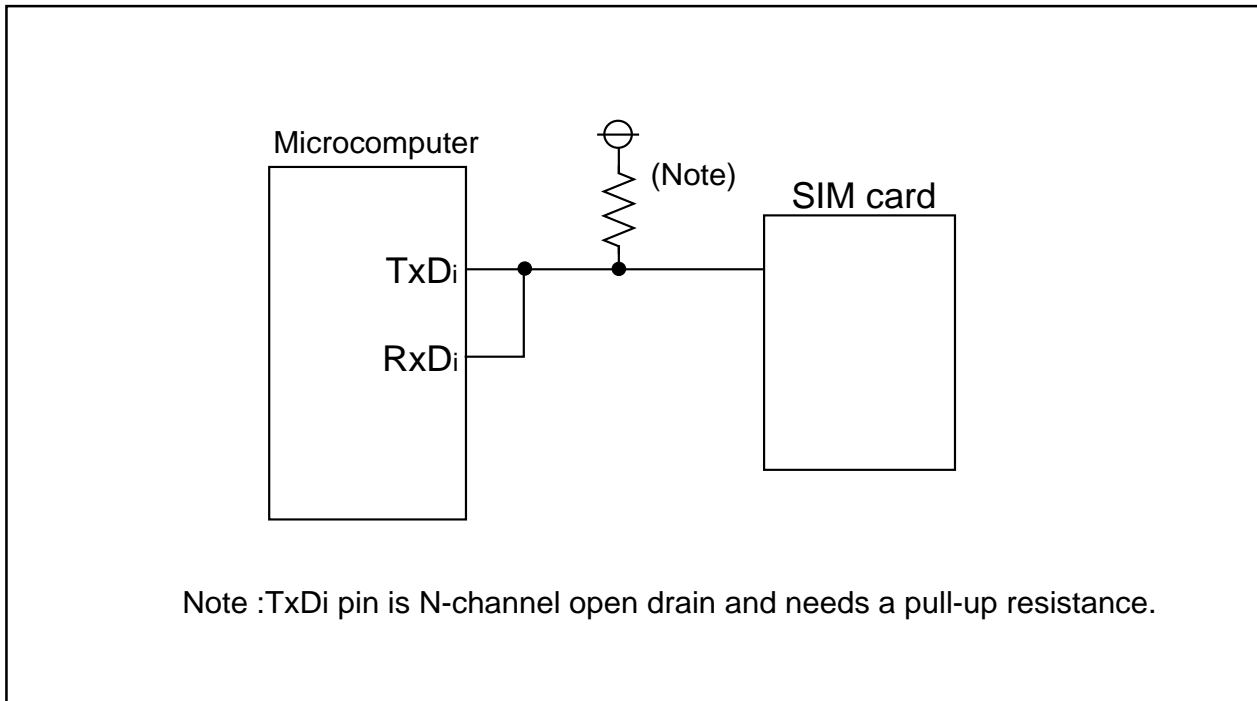 Microcomputer
(Note)
SIM card
TxDi
RxDi
Note :TxDi pin is N-channel open drain and needs a pull-up resistance.